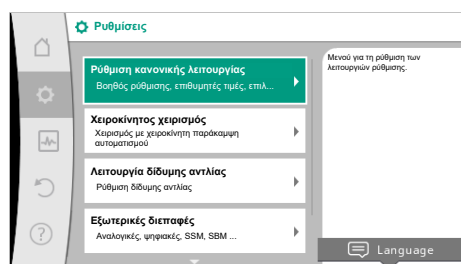 Ρυθμίσεις
Ρύθμιση κανονικής λειτουργίας
Βοηθός ρύθμισης, επιθυμητές τιμές, επιλ...
Χειροκίνητος χειρισμός
Χειρισμός με χειροκίνητη παράκαμψη
αυτοματισμού
Λειτουργία δίδυμης αντλίας
Ρύθμιση δίδυμης αντλίας
Εξωτερικές διεπαφές
Αναλογικές, ψηφιακές, SSM, SBM ...
Μενού για τη ρύθμιση των
λειτουργιών ρύθμισης.
Language